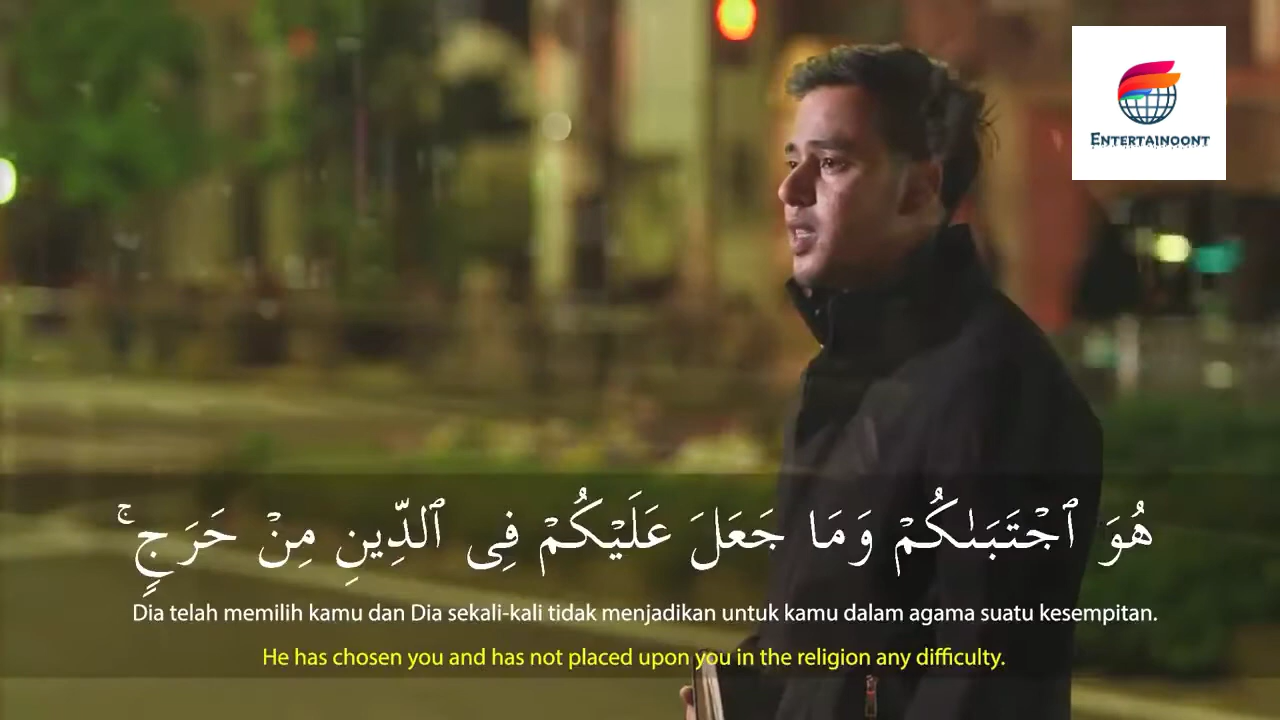 ENTERTAINOONT
هُوَ ٱجْتَبَىٰكُمْ وَمَا جَعَلَ عَلَيْكُمْ فِى ٱلدِّينِ مِنْ حَرَجٍ ۚ
Dia telah memilih kamu dan Dia sekali-kali tidak menjadikan untuk kamu dalam agama suatu kesempitan.
He has chosen you and has not placed upon you in the religion any difficulty.